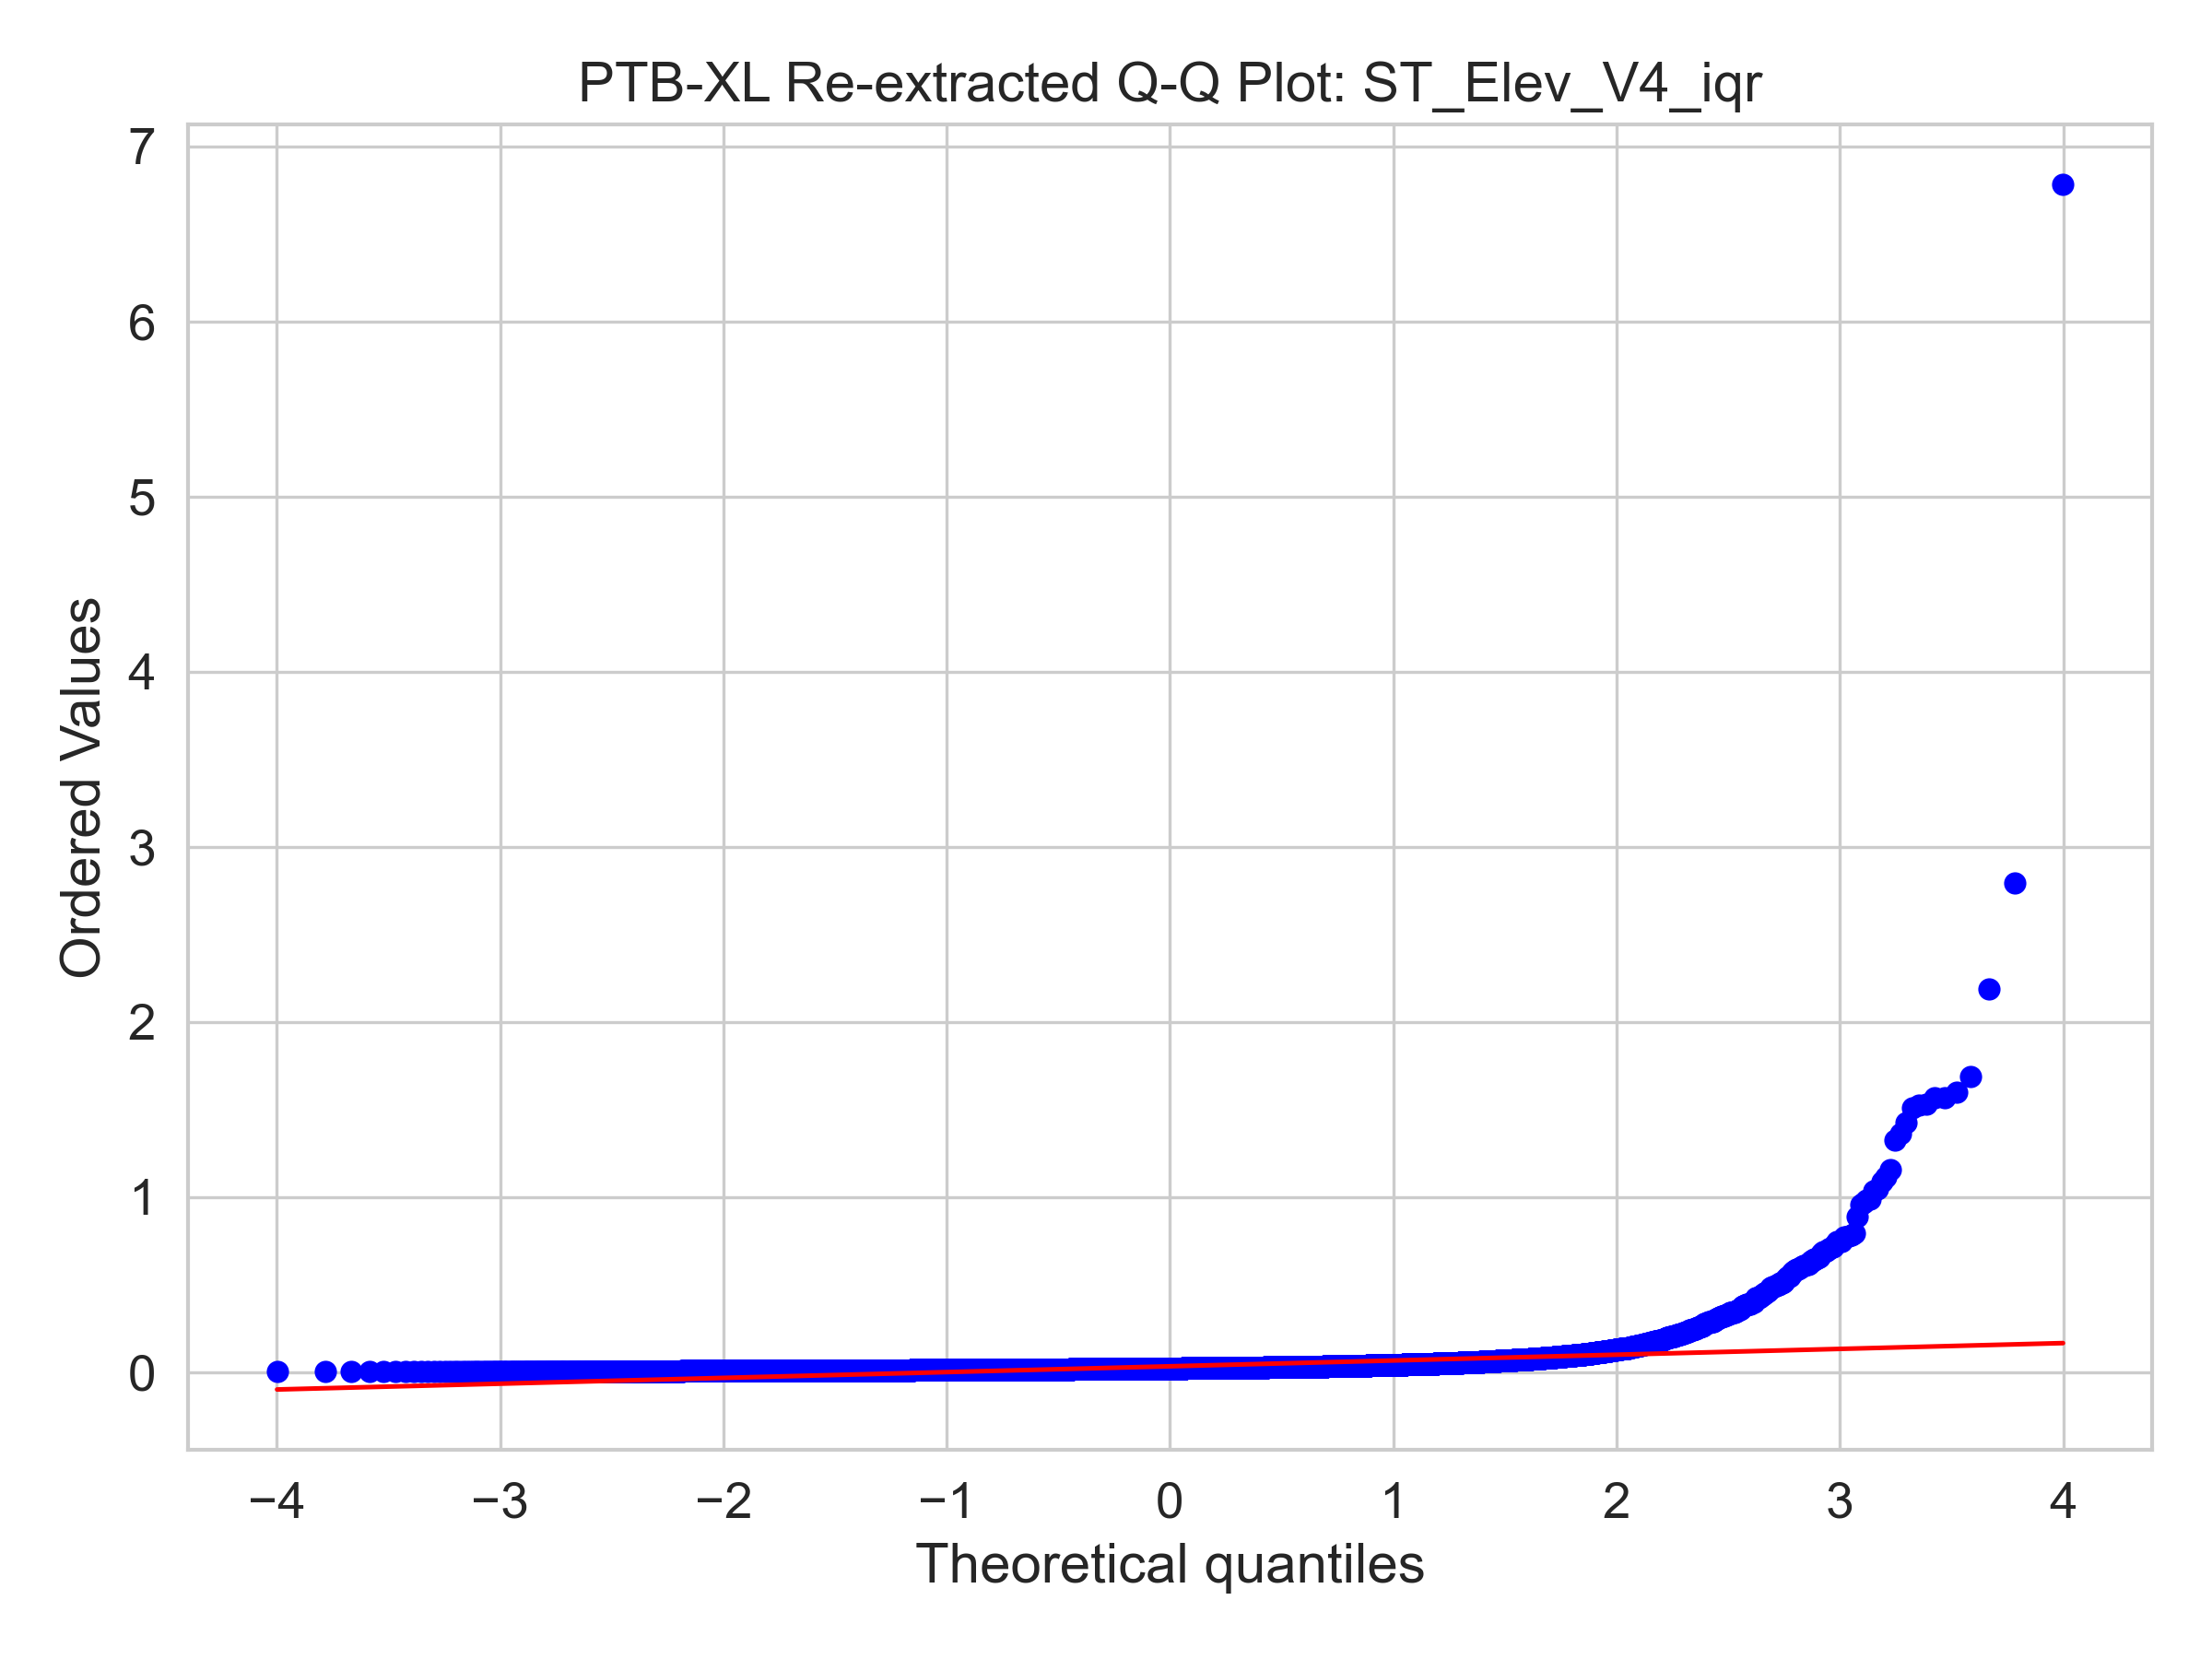 PTB-XL Re-extracted Q-Q Plot: ST_Elev_V4_iqr
7
6
5
4
3
2
1
0
Ordered Values
−4 −3 −2 −1 0 1 2 3 4
Theoretical quantiles